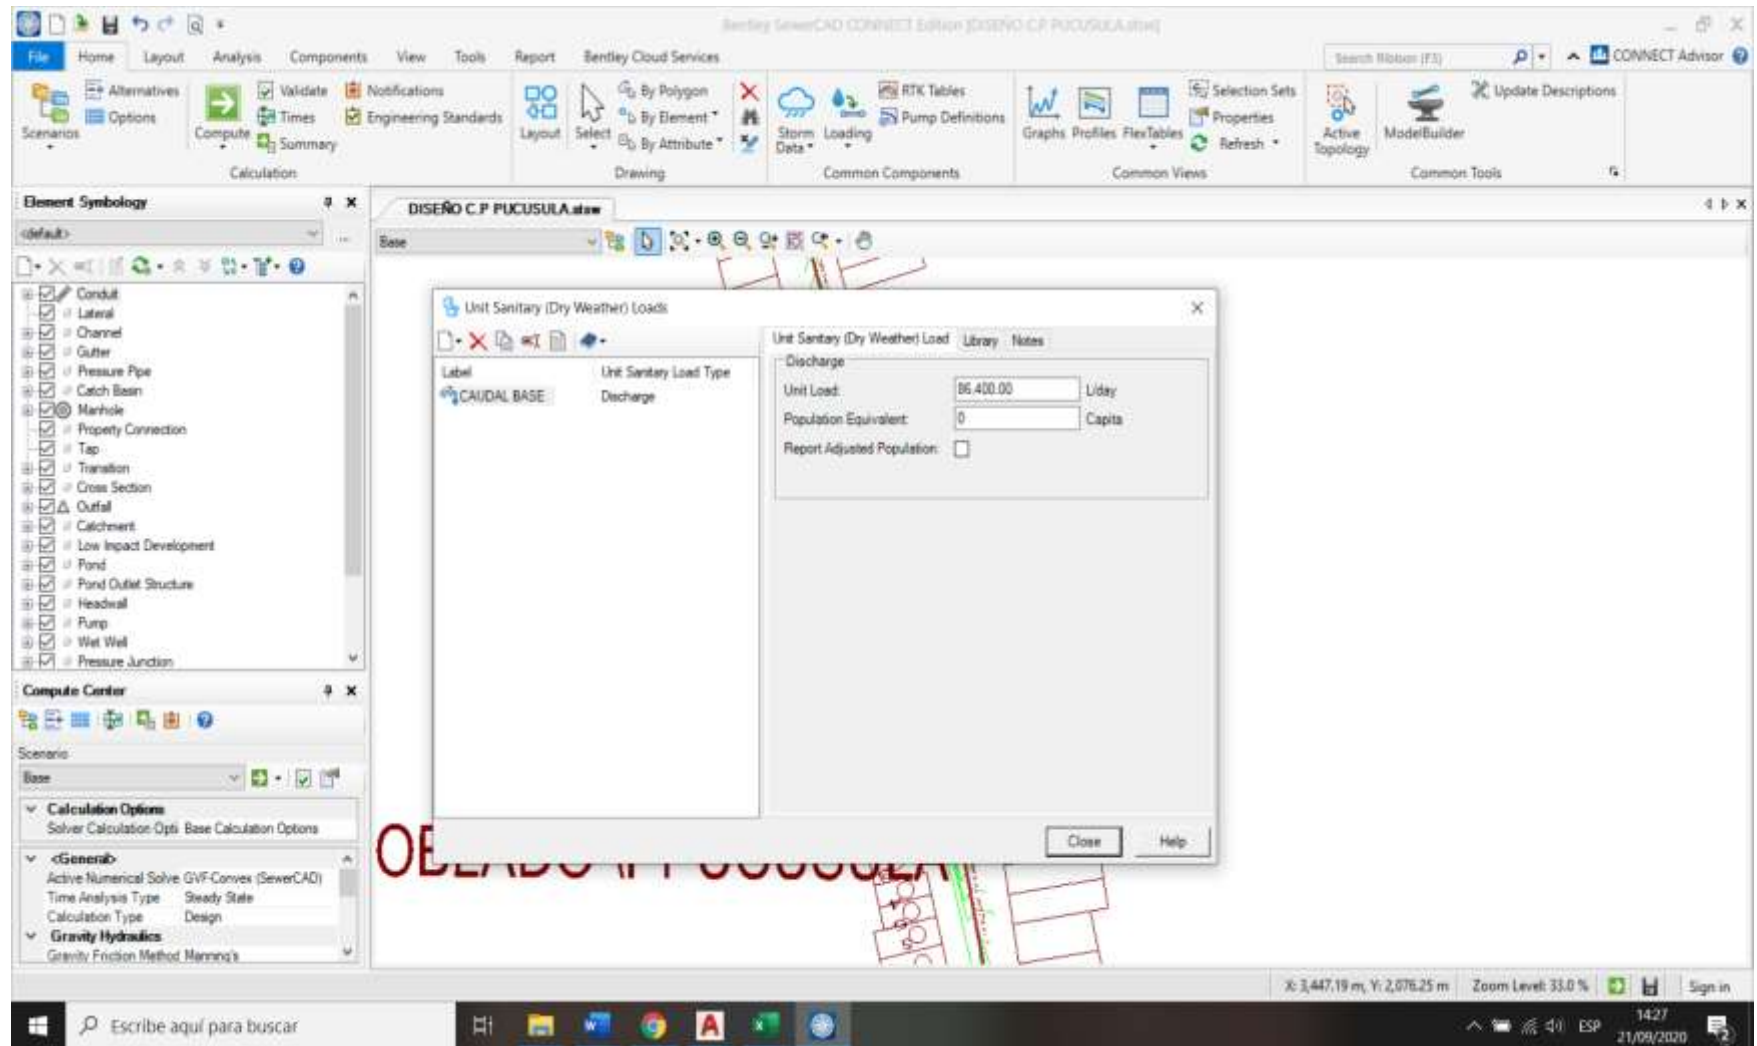 Bentley SewerCAD CONNECT Edition [DISEÑO C.P PUCUSULA.stsw]
File Home Layout Analysis Components View Tools Report Bentley Cloud Services
Search Ribbon (F3) CONNECT Advisor
Alternatives Validate Notifications By Polygon RTK Tables Selection Sets Update Descriptions
Options Times Engineering Standards By Element Pump Definitions Properties
Scenarios Compute Summary Layout Select By Attribute Storm Data Loading Graphs Profiles FlexTables Refresh Active Topology ModelBuilder
Calculation Drawing Common Components Common Views Common Tools
Element Symbology
DISEÑO C.P PUCUSULA.stsw
<default> ...
Base
Conduit
Lateral
Channel
Gutter
Pressure Pipe
Catch Basin
Manhole
Property Connection
Tap
Transition
Cross Section
Outfall
Catchment
Low Impact Development
Pond
Pond Outlet Structure
Headwall
Pump
Wet Well
Pressure Junction
Unit Sanitary (Dry Weather) Loads
Label Unit Sanitary Load Type
CAUDAL BASE Discharge
Unit Sanitary (Dry Weather) Load Library Notes
Discharge
Unit Load: 86,400.00 L/day
Population Equivalent: 0 Capita
Report Adjusted Population:
Close Help
Compute Center
Scenario
Base
Calculation Options
Solver Calculation Opti Base Calculation Options
<General>
Active Numerical Solve GVF-Convex (SewerCAD)
Time Analysis Type Steady State
Calculation Type Design
Gravity Hydraulics
Gravity Friction Method Manning's
X: 3,447.19 m, Y: 2,076.25 m Zoom Level: 33.0 % Sign in
Escribe aquí para buscar
ESP
14:27
21/09/2020
2